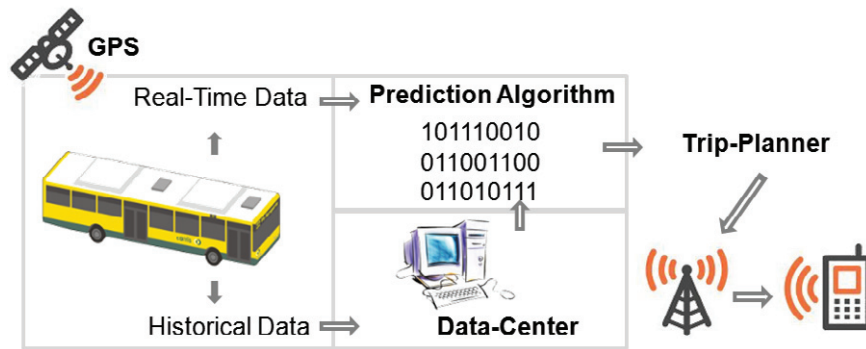 GPS
Real-Time Data
Prediction Algorithm
101110010
011001100
011010111
Trip-Planner
Historical Data
Data-Center